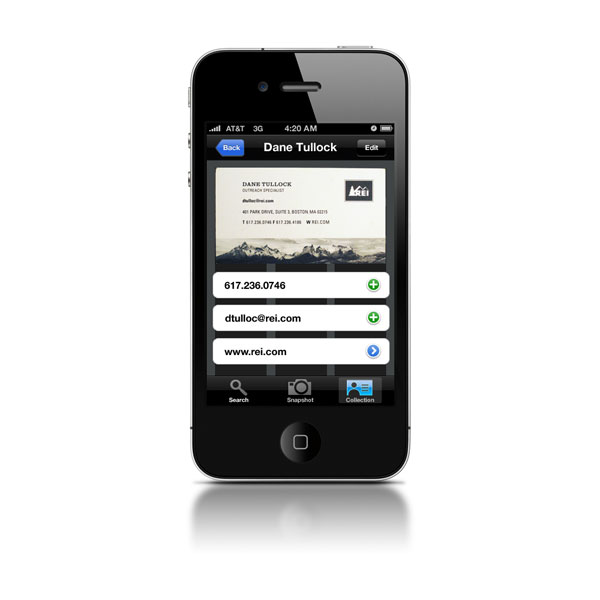 AT&T 3G 4:20 AM
Back Dane Tullock Edit
DANE TULLOCK
OUTREACH SPECIALIST
REI
dtulloc@rei.com
401 PARK DRIVE, SUITE 3, BOSTON MA 02215
T 617.236.0746 F 617.236.4186 W REI.COM
617.236.0746
dtulloc@rei.com
www.rei.com
Search Snapshot Collection